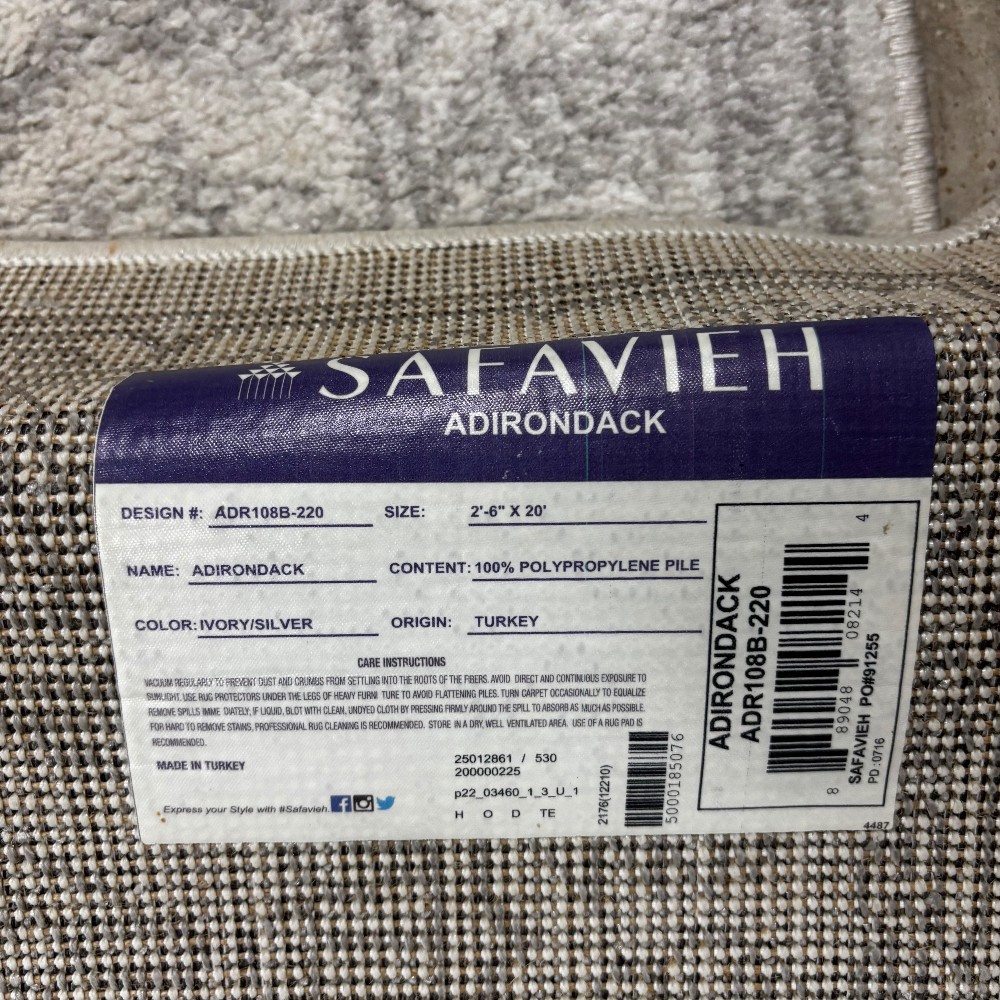 SAFAVIEH
ADIRONDACK
DESIGN #: ADR108B-220 SIZE: 2'-6" X 20'
NAME: ADIRONDACK CONTENT: 100% POLYPROPYLENE PILE
COLOR: IVORY/SILVER ORIGIN: TURKEY
CARE INSTRUCTIONS
VACUUM REGULARLY TO PREVENT DUST AND CRUMBS FROM SETTLING INTO THE ROOTS OF THE FIBERS. AVOID DIRECT AND CONTINUOUS EXPOSURE TO
SUNLIGHT. USE RUG PROTECTORS UNDER THE LEGS OF HEAVY FURNI TURE TO AVOID FLATTENING PILES. TURN CARPET OCCASIONALLY TO EQUALIZE
REMOVE SPILLS IMME DIATELY, IF LIQUID, BLOT WITH CLEAN, UNDYED CLOTH BY PRESSING FIRMLY AROUND THE SPILL TO ABSORB AS MUCH AS POSSIBLE.
FOR HARD TO REMOVE STAINS, PROFESSIONAL RUG CLEANING IS RECOMMENDED. STORE IN A DRY, WELL VENTILATED AREA. USE OF A RUG PAD IS
RECOMMENDED.
MADE IN TURKEY
25012861 / 530
200000225
p22_03460_1_3_U_1
H O D TE
Express your Style with #Safavieh.
2176(12210)
5000185076
ADIRONDACK
ADR108B-220
8 89048 08214 4
SAFAVIEH PO#91255
PD :0716
4487